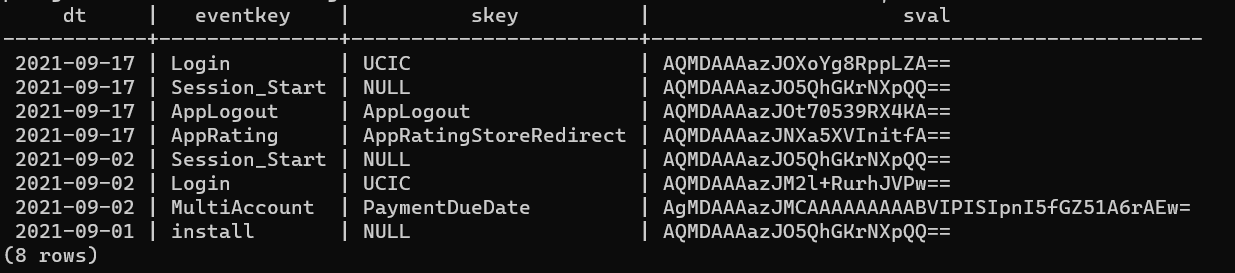 dt | eventkey | skey | sval
------------+---------------+-----------------------+----------------------------------------------
2021-09-17 | Login | UCIC | AQMDAAAazJOXoYg8RppLZA==
2021-09-17 | Session_Start | NULL | AQMDAAAazJO5QhGKrNXpQQ==
2021-09-17 | AppLogout | AppLogout | AQMDAAAazJOt70539RX4KA==
2021-09-17 | AppRating | AppRatingStoreRedirect | AQMDAAAazJNXa5XVInitfA==
2021-09-02 | Session_Start | NULL | AQMDAAAazJO5QhGKrNXpQQ==
2021-09-02 | Login | UCIC | AQMDAAAazJM2l+RurhJVPw==
2021-09-02 | MultiAccount | PaymentDueDate | AgMDAAAazJMCAAAAAAAAABVIPISIpnI5fGZ51A6rAEw=
2021-09-01 | install | NULL | AQMDAAAazJO5QhGKrNXpQQ==
(8 rows)